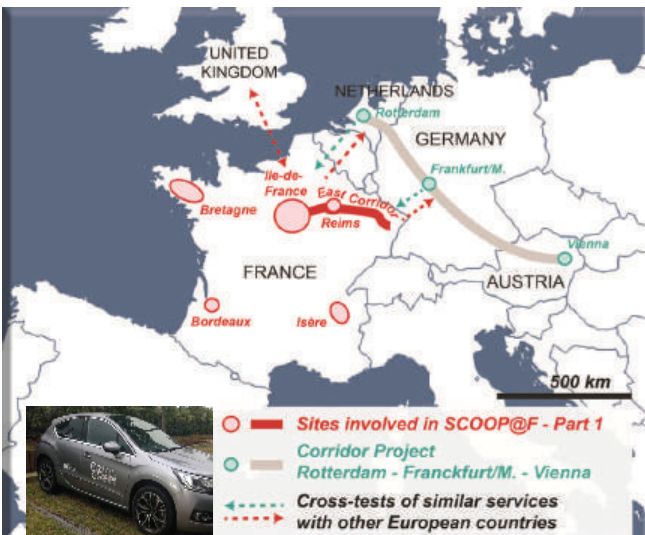 UNITED
KINGDOM
NETHERLANDS
Rotterdam
GERMANY
Ile-de-
France
East Corridor
Frankfurt/M.
Bretagne
Reims
Vienna
FRANCE
AUSTRIA
Bordeaux
Isère
500 km
Sites involved in SCOOP@F - Part 1
Corridor Project
Rotterdam - Franckfurt/M. - Vienna
Cross-tests of similar services
with other European countries